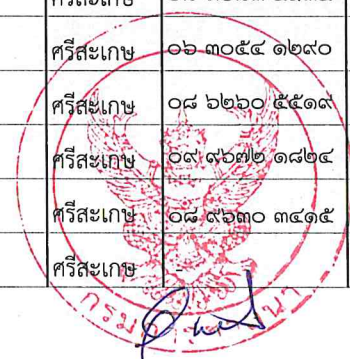 ศรีสะเกษ ๐๖ ๓๐๕๔ ๑๒๙๐
ศรีสะเกษ ๐๘ ๖๒๖๐ ๕๕๑๙
ศรีสะเกษ ๐๙ ๙๖๗๒ ๑๘๒๔
ศรีสะเกษ ๐๘ ๙๖๓๐ ๓๔๑๕
ศรีสะเกษ -